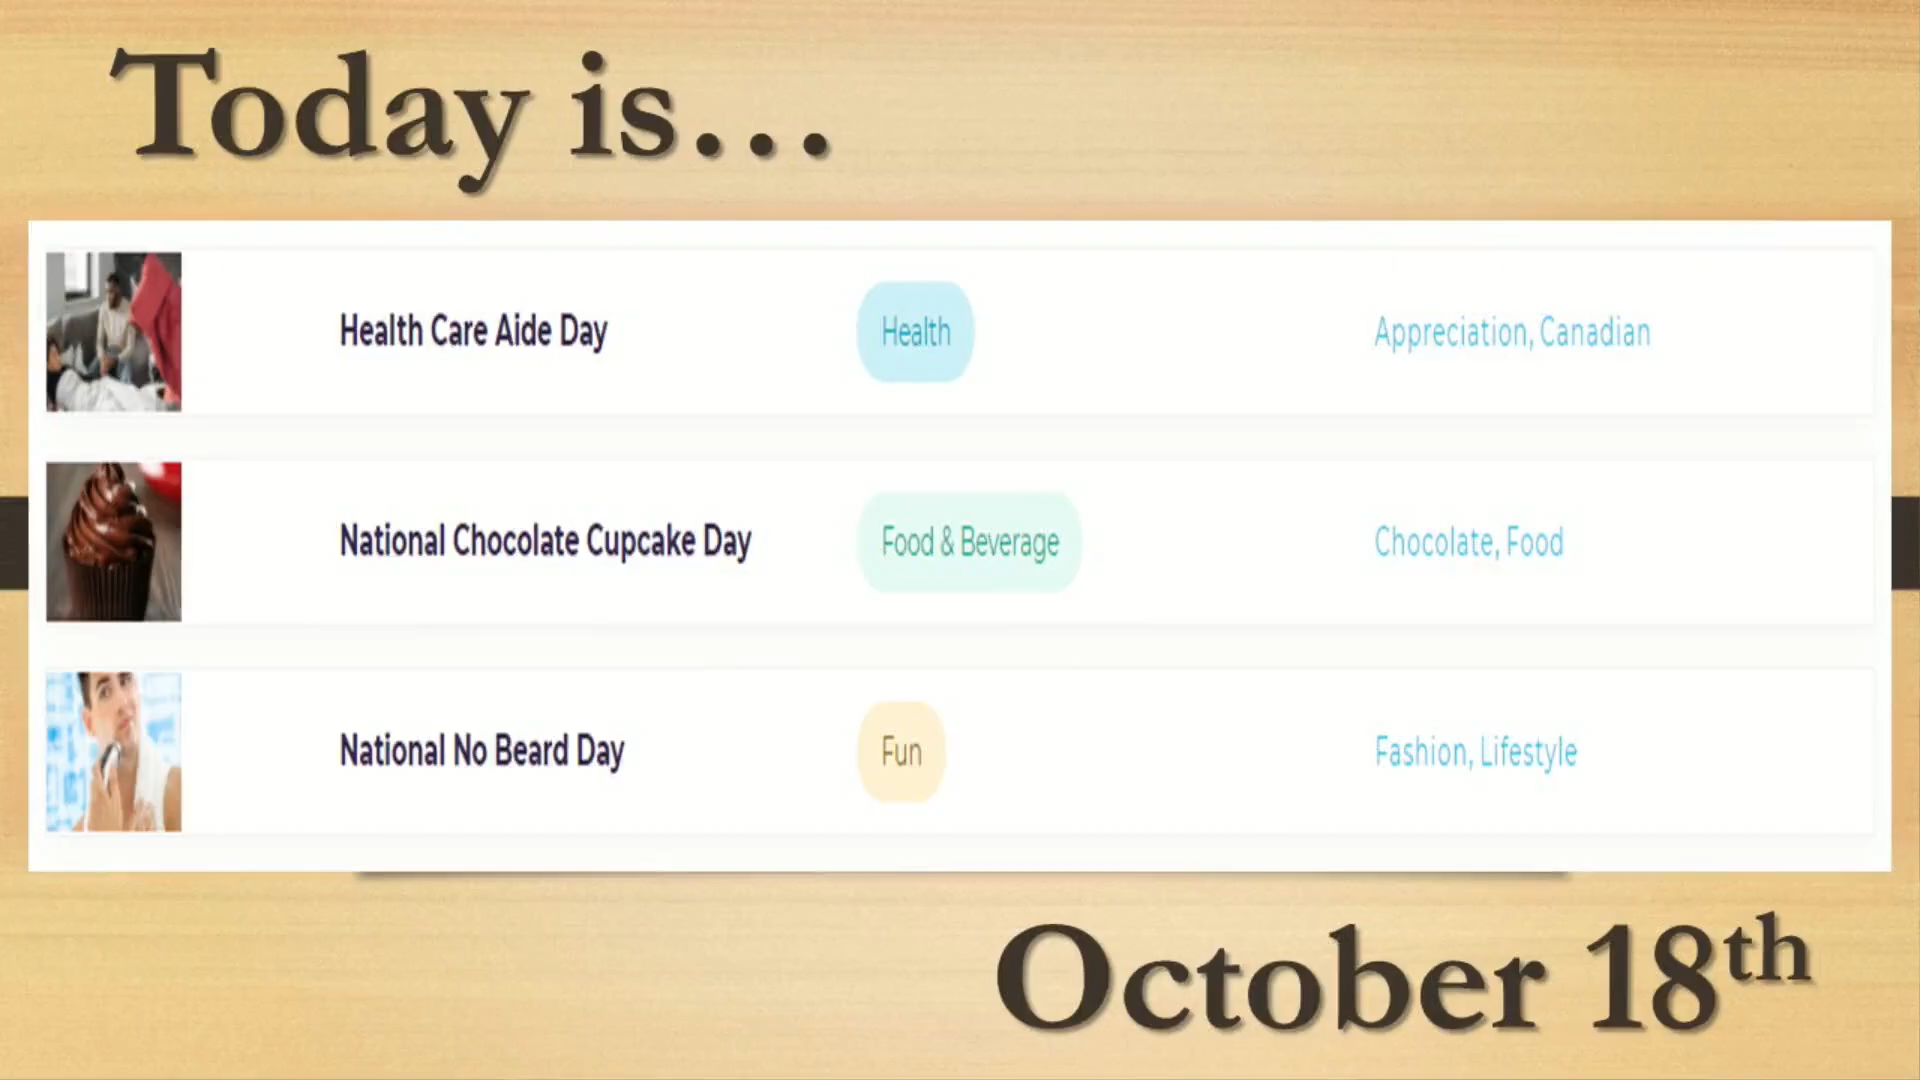 Today is...
Health Care Aide Day Health Appreciation, Canadian
National Chocolate Cupcake Day Food & Beverage Chocolate, Food
National No Beard Day Fun Fashion, Lifestyle
October 18th